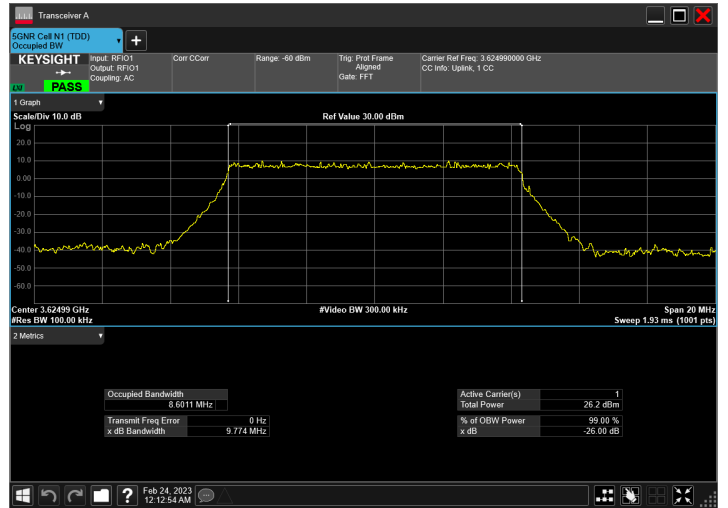 Transceiver A
5GNR Cell N1 (TDD)
Occupied BW
KEYSIGHT
LXI
PASS
Input: RFIO1
Output: RFIO1
Coupling: AC
Corr CCorr
Range: -60 dBm
Trig: Prot Frame
Aligned
Gate: FFT
Carrier Ref Freq: 3.624990000 GHz
CC Info: Uplink, 1 CC
1 Graph
Scale/Div 10.0 dB
Ref Value 30.00 dBm
Log
20.0
10.0
0.00
-10.0
-20.0
-30.0
-40.0
-50.0
-60.0
Center 3.62499 GHz
#Video BW 300.00 kHz
Span 20 MHz
#Res BW 100.00 kHz
Sweep 1.93 ms (1001 pts)
2 Metrics
Occupied Bandwidth
8.6011 MHz
Transmit Freq Error 0 Hz
x dB Bandwidth 9.774 MHz
Active Carrier(s) 1
Total Power 26.2 dBm
% of OBW Power 99.00 %
x dB -26.00 dB
?
Feb 24, 2023
12:12:54 AM